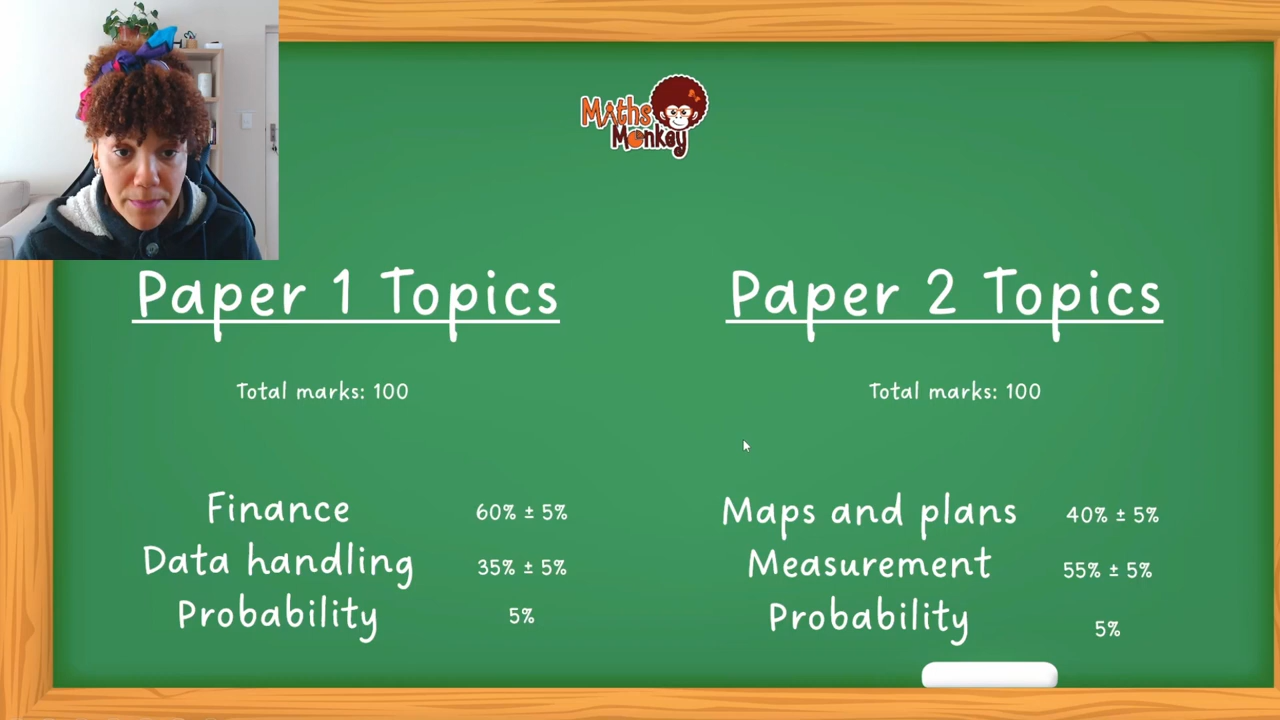 Maths
Monkey
Paper 1 Topics
Total marks: 100
Finance 60% ± 5%
Data handling 35% ± 5%
Probability 5%
Paper 2 Topics
Total marks: 100
Maps and plans 40% ± 5%
Measurement 55% ± 5%
Probability 5%